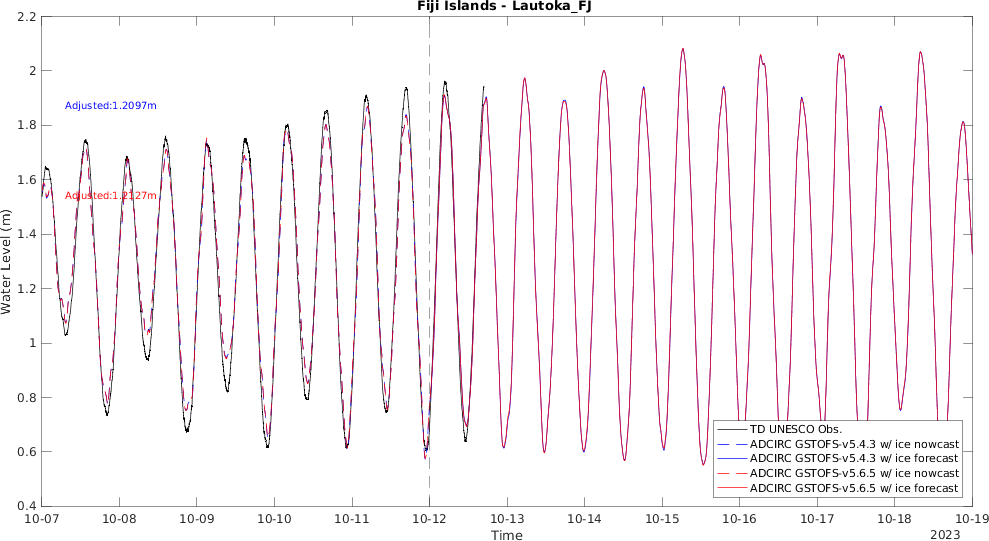 Fiji Islands - Lautoka_FJ
2.2
2
1.8
1.6
1.4
1.2
1
0.8
0.6
0.4
Water Level (m)
Adjusted:1.2097m
Adjusted:1.2127m
TD UNESCO Obs.
ADCIRC GSTOFS-v5.4.3 w/ ice nowcast
ADCIRC GSTOFS-v5.4.3 w/ ice forecast
ADCIRC GSTOFS-v5.6.5 w/ ice nowcast
ADCIRC GSTOFS-v5.6.5 w/ ice forecast
10-07 10-08 10-09 10-10 10-11 10-12 10-13 10-14 10-15 10-16 10-17 10-18 10-19
Time
2023